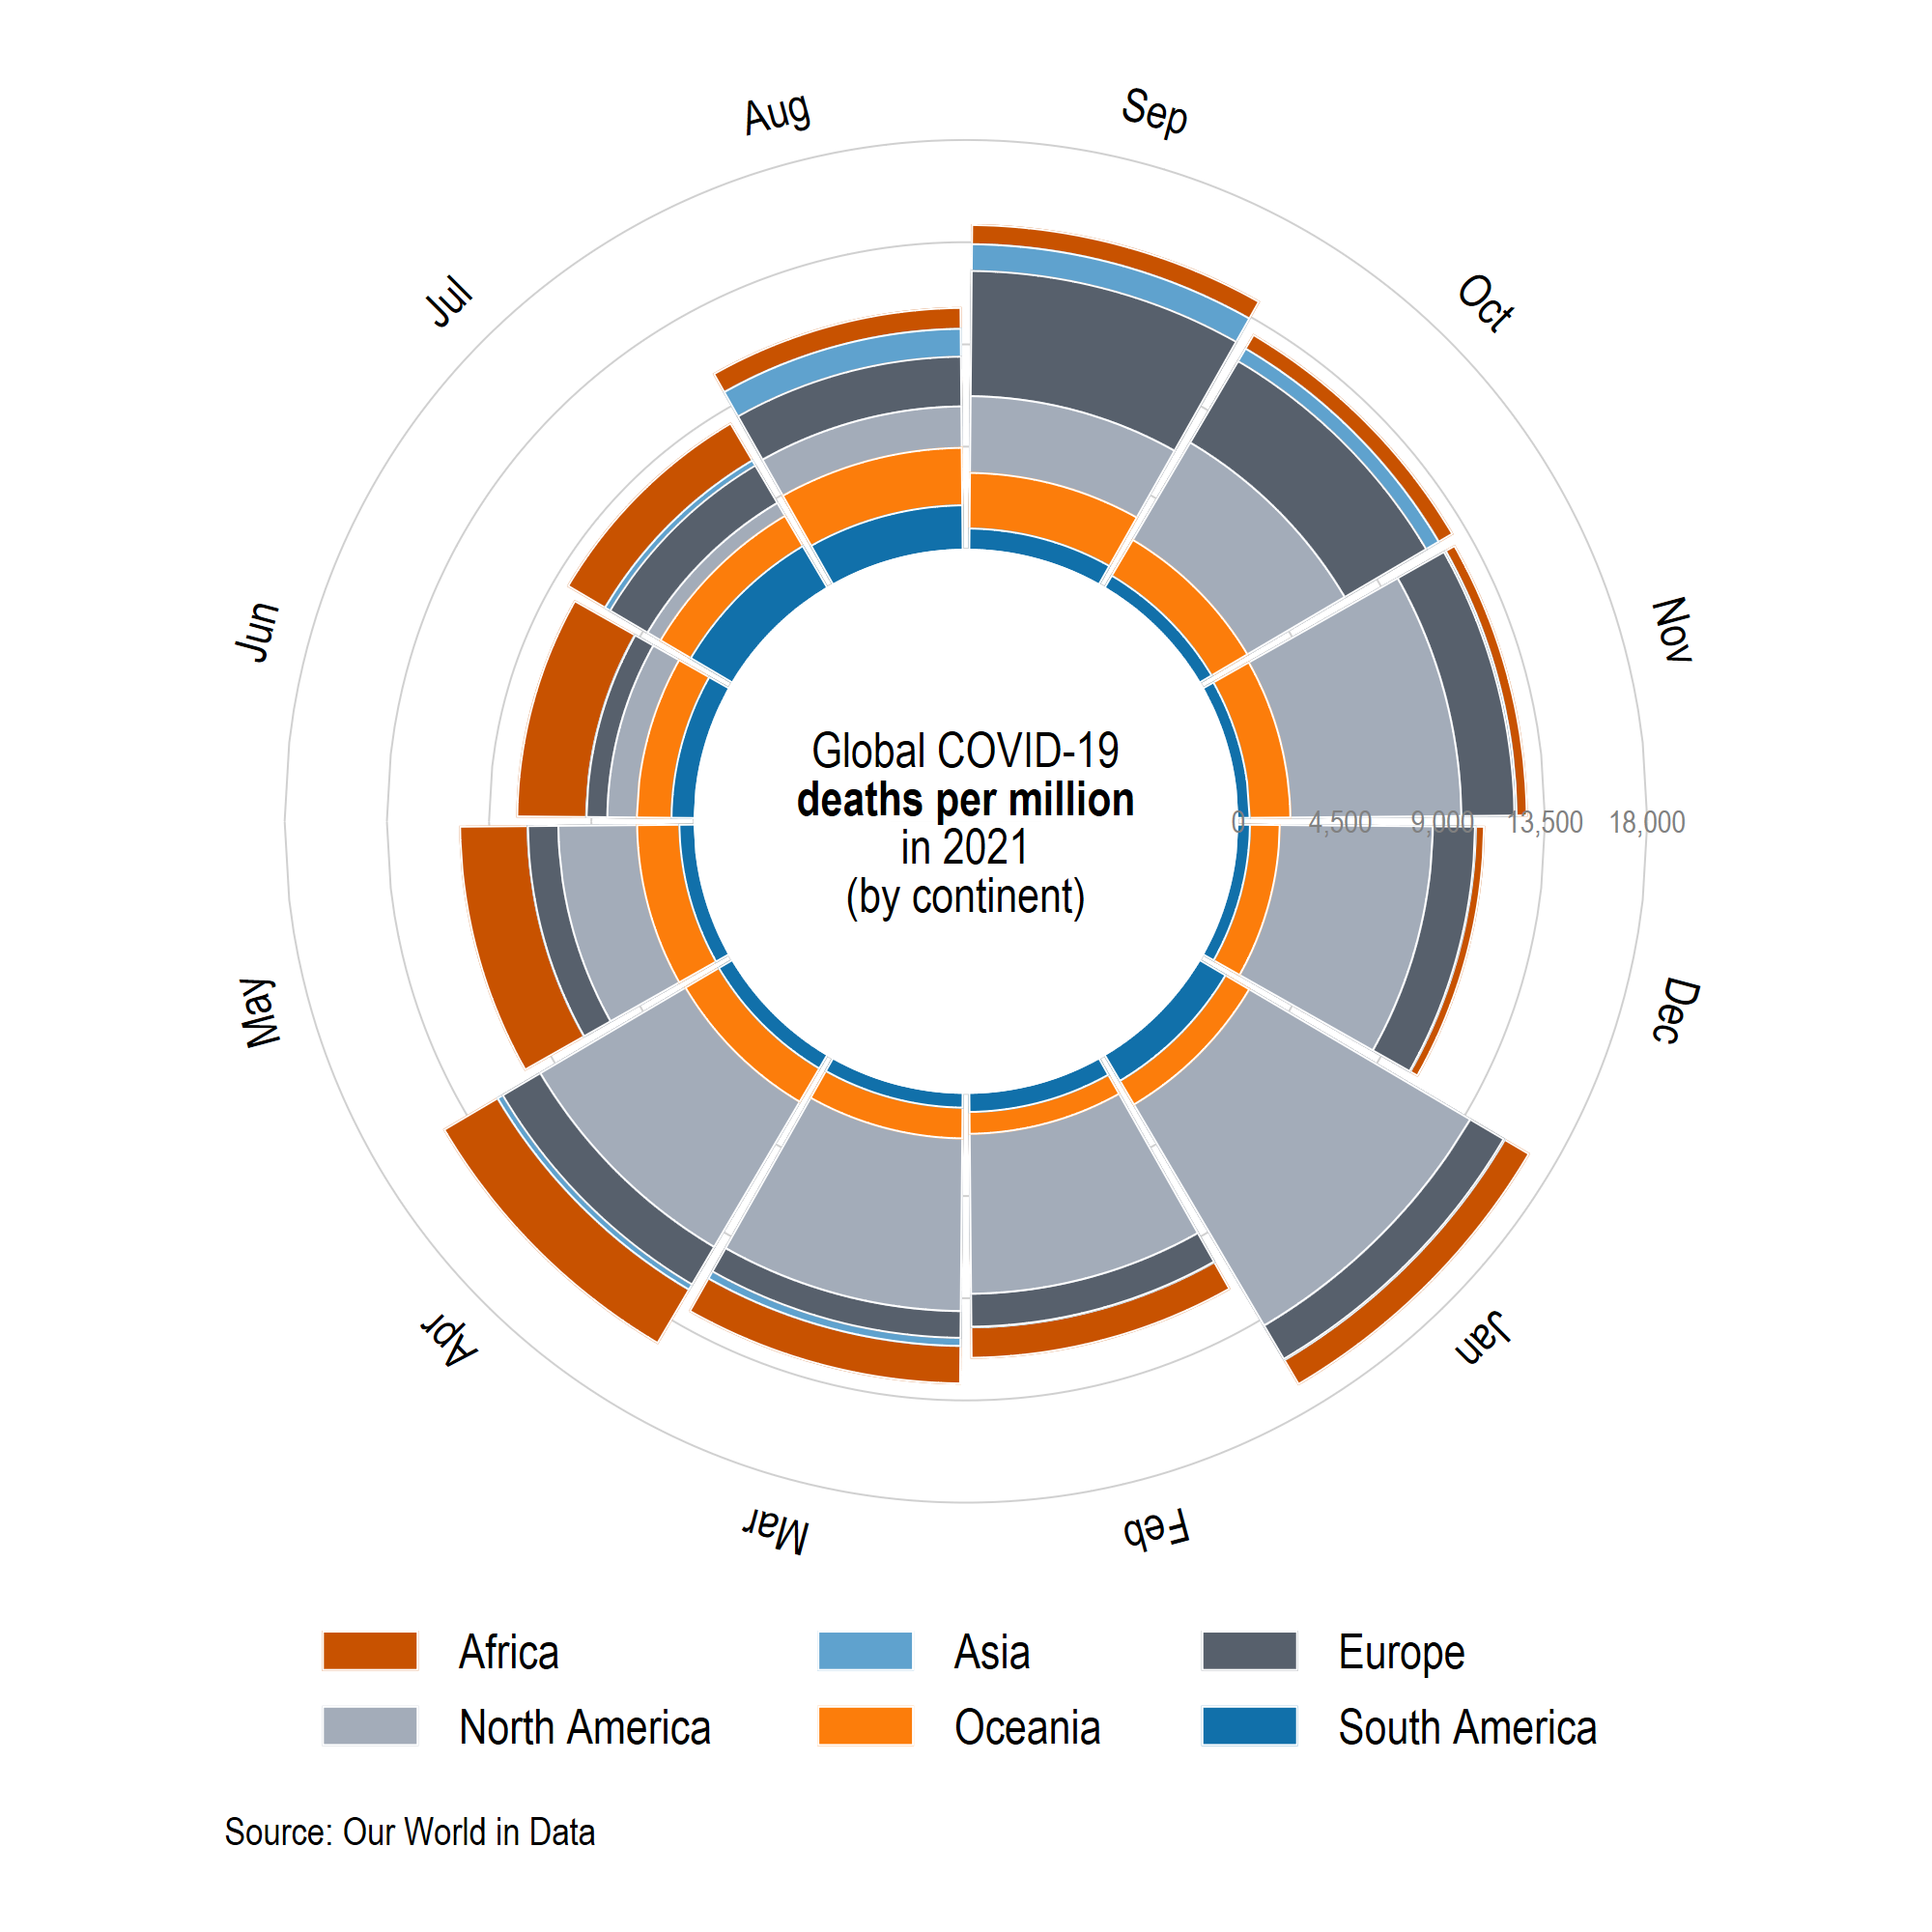 Aug
Sep
Jul
Oct
Jun
Nov
Global COVID-19
deaths per million
in 2021
(by continent)
0 4,500 9,000 13,500 18,000
May
Dec
Apr
Jan
Mar
Feb
Africa Asia Europe
North America Oceania South America
Source: Our World in Data